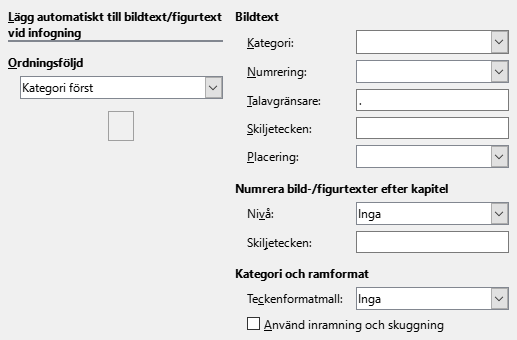 Lägg automatiskt till bildtext/figurtext
vid infogning
Ordningsföljd
Kategori först
Bildtext
Kategori:
Numrering:
Talavgränsare: .
Skiljetecken:
Placering:
Numrera bild-/figurtexter efter kapitel
Nivå: Inga
Skiljetecken:
Kategori och ramformat
Teckenformatmall: Inga
Använd inramning och skuggning